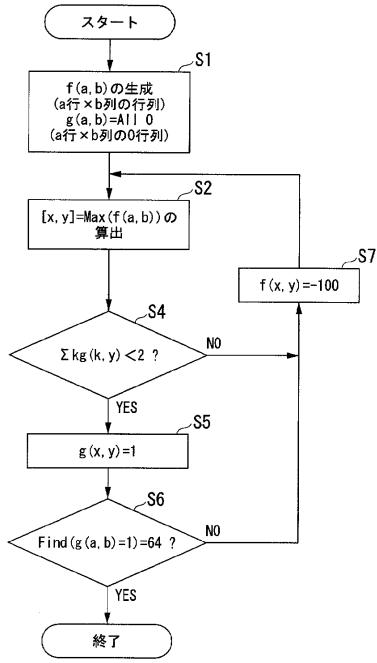 スタート
S1
f(a,b)の生成
(a行×b列の行列)
g(a,b)=All 0
(a行×b列の0行列)
S2
[x,y]=Max(f(a,b))の
算出
S7
f(x,y)=-100
S4
Σkg(k,y)<2 ?
NO
YES
S5
g(x,y)=1
S6
Find(g(a,b)=1)=64 ?
NO
YES
終了